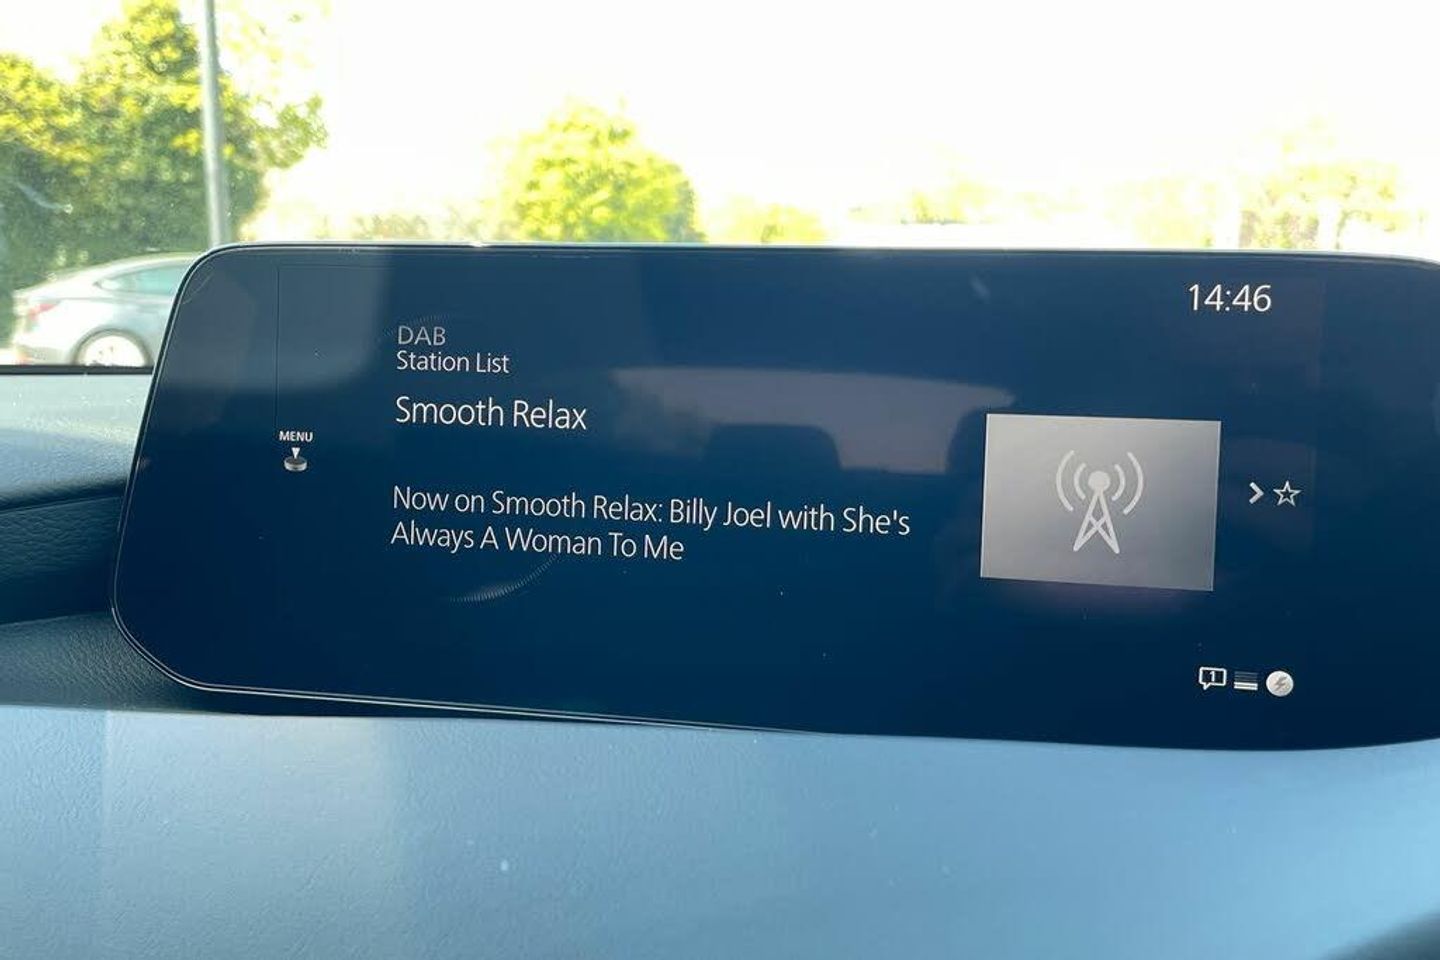 14:46
DAB
Station List
Smooth Relax
MENU
Now on Smooth Relax: Billy Joel with She's
Always A Woman To Me
1